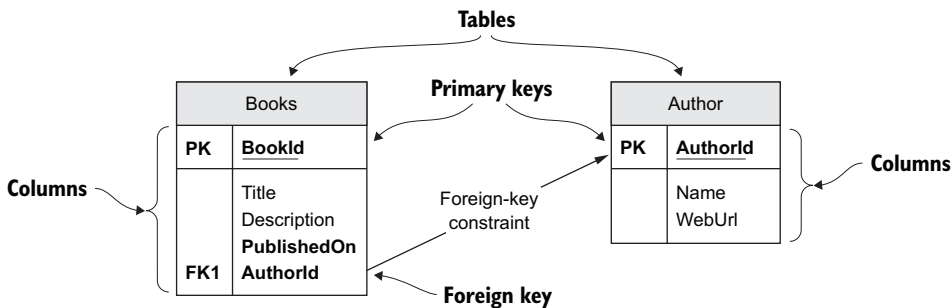 Tables
Primary keys
Books
PK BookId
Title
Description
PublishedOn
FK1 AuthorId
Columns
Foreign-key
constraint
Foreign key
Author
PK AuthorId
Name
WebUrl
Columns